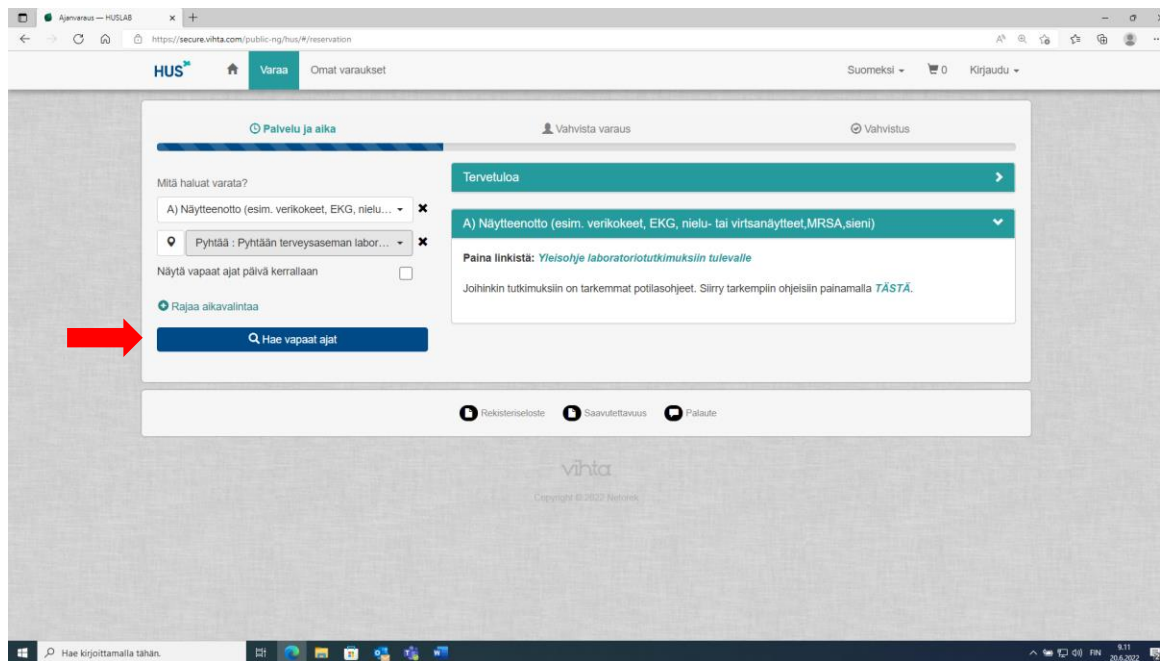 Ajanvaraus — HUSLAB
https://secure.vihta.com/public-ng/hus/#/reservation
HUS Varaa Omat varaukset Suomeksi 0 Kirjaudu
Palvelu ja aika Vahvista varaus Vahvistus
Mitä haluat varata?
A) Näytteenotto (esim. verikokeet, EKG, nielu...
Pyhtää : Pyhtään terveysaseman labor...
Näytä vapaat ajat päivä kerrallaan
Rajaa aikavalintaa
Hae vapaat ajat
Tervetuloa
A) Näytteenotto (esim. verikokeet, EKG, nielu- tai virtsanäytteet,MRSA,sieni)
Paina linkistä: Yleisohje laboratoriotutkimuksiin tulevalle
Joihinkin tutkimuksiin on tarkemmat potilasohjeet. Siirry tarkempiin ohjeisiin painamalla TÄSTÄ.
Rekisteriseloste Saavutettavuus Palaute
vihta
Copyright © 2022
Hae kirjoittamalla tähän.
FIN 9.11
20.6.2022